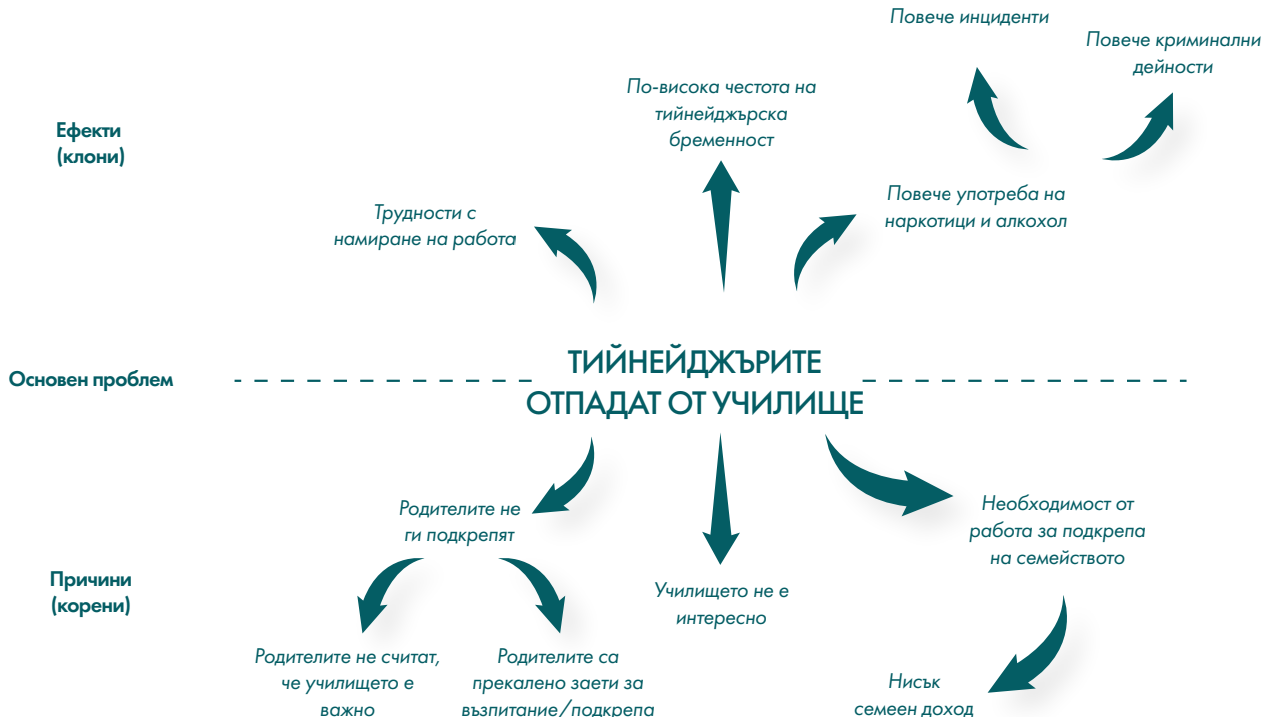 Повече инциденти
Повече криминални
дейности
По-висока честота на
тийнейджърска
бременност
Ефекти
(клони)
Повече употреба на
наркотици и алкохол
Трудности с
намиране на работа
ТИЙНЕЙДЖЪРИТЕ
ОТПАДАТ ОТ УЧИЛИЩЕ
Основен проблем
Родителите не
ги подкрепят
Необходимост от
работа за подкрепа
на семейството
Причини
(корени)
Училището не е
интересно
Родителите не считат,
че училището е
важно
Родителите са
прекалено заети за
възпитание/подкрепа
Нисък
семеен доход